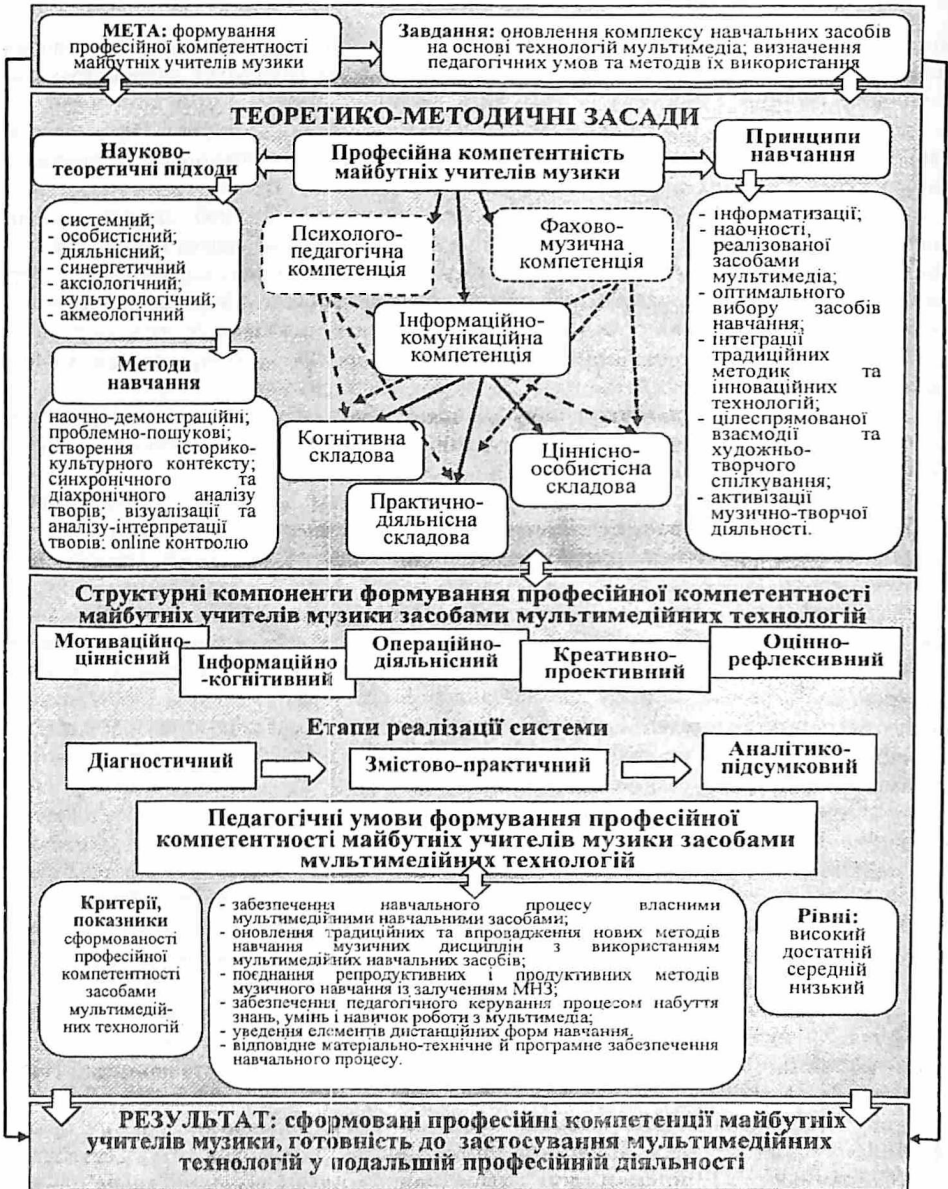 МЕТА: формування
професійної компетентності
майбутніх учителів музики
Завдання: оновлення комплексу навчальних засобів
на основі технологій мультимедіа; визначення
педагогічних умов та методів їх використання
ТЕОРЕТИКО-МЕТОДИЧНІ ЗАСАДИ
Науково-
теоретичні підходи
Професійна компетентність
майбутніх учителів музики
Принципи
навчання
- системний;
- особистісний;
- діяльнісний;
- синергетичний
- аксіологічний;
- культурологічний;
- акмеологічний
Методи
навчання
наочно-демонстраційні;
проблемно-пошукові;
створення історико-
культурного контексту;
синхронічного та
діахронічного аналізу
творів; візуалізації та
аналізу-інтерпретації
творів; online контролю
Психолого-
педагогічна
компетенція
Фахово-
музична
компетенція
Інформаційно-
комунікаційна
компетенція
Когнітивна
складова
Практично-
діяльнісна
складова
Ціннісно-
особистісна
складова
- інформатизації;
- наочності,
реалізованої
засобами
мультимедіа;
- оптимального
вибору засобів
навчання;
- інтеграції
традиційних
методик та
інноваційних
технологій;
- цілеспрямованої
взаємодії та
художньо-
творчого
спілкування;
- активізації
музично-творчої
діяльності.
Структурні компоненти формування професійної компетентності
майбутніх учителів музики засобами мультимедійних технологій
Мотиваційно-
ціннісний
Інформаційно
-когнітивний
Операційно-
діяльнісний
Креативно-
проективний
Оцінно-
рефлексивний
Етапи реалізації системи
Діагностичний
Змістово-практичний
Аналітико-
підсумковий
Педагогічні умови формування професійної
компетентності майбутніх учителів музики засобами
мультимедійних технологій
Критерії,
показники
сформованості
професійної
компетентності
засобами
мультимедій-
них технологій
- забезпечення навчального процесу власними
мультимедійними навчальними засобами;
- оновлення традиційних та впровадження нових методів
навчання музичних дисциплін з використанням
мультимедійних навчальних засобів;
- поєднання репродуктивних і продуктивних методів
музичного навчання із залученням МНЗ;
- забезпечення педагогічного керування процесом набуття
знань, умінь і навичок роботи з мультимедіа;
- уведення елементів дистанційних форм навчання.
- відповідне матеріально-технічне й програмне забезпечення
навчального процесу.
Рівні:
високий
достатній
середній
низький
РЕЗУЛЬТАТ: сформовані професійні компетенції майбутніх
учителів музики, готовність до застосування мультимедійних
технологій у подальшій професійній діяльності